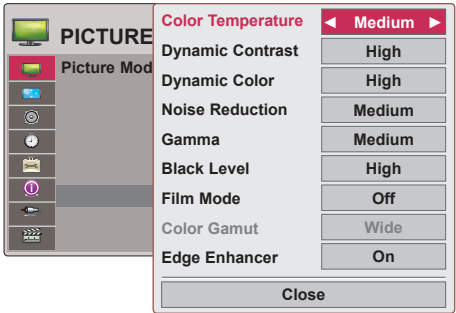 PICTURE
Picture Mod
Color Temperature ◄ Medium ►
Dynamic Contrast High
Dynamic Color High
Noise Reduction Medium
Gamma Medium
Black Level High
Film Mode Off
Color Gamut Wide
Edge Enhancer On
Close